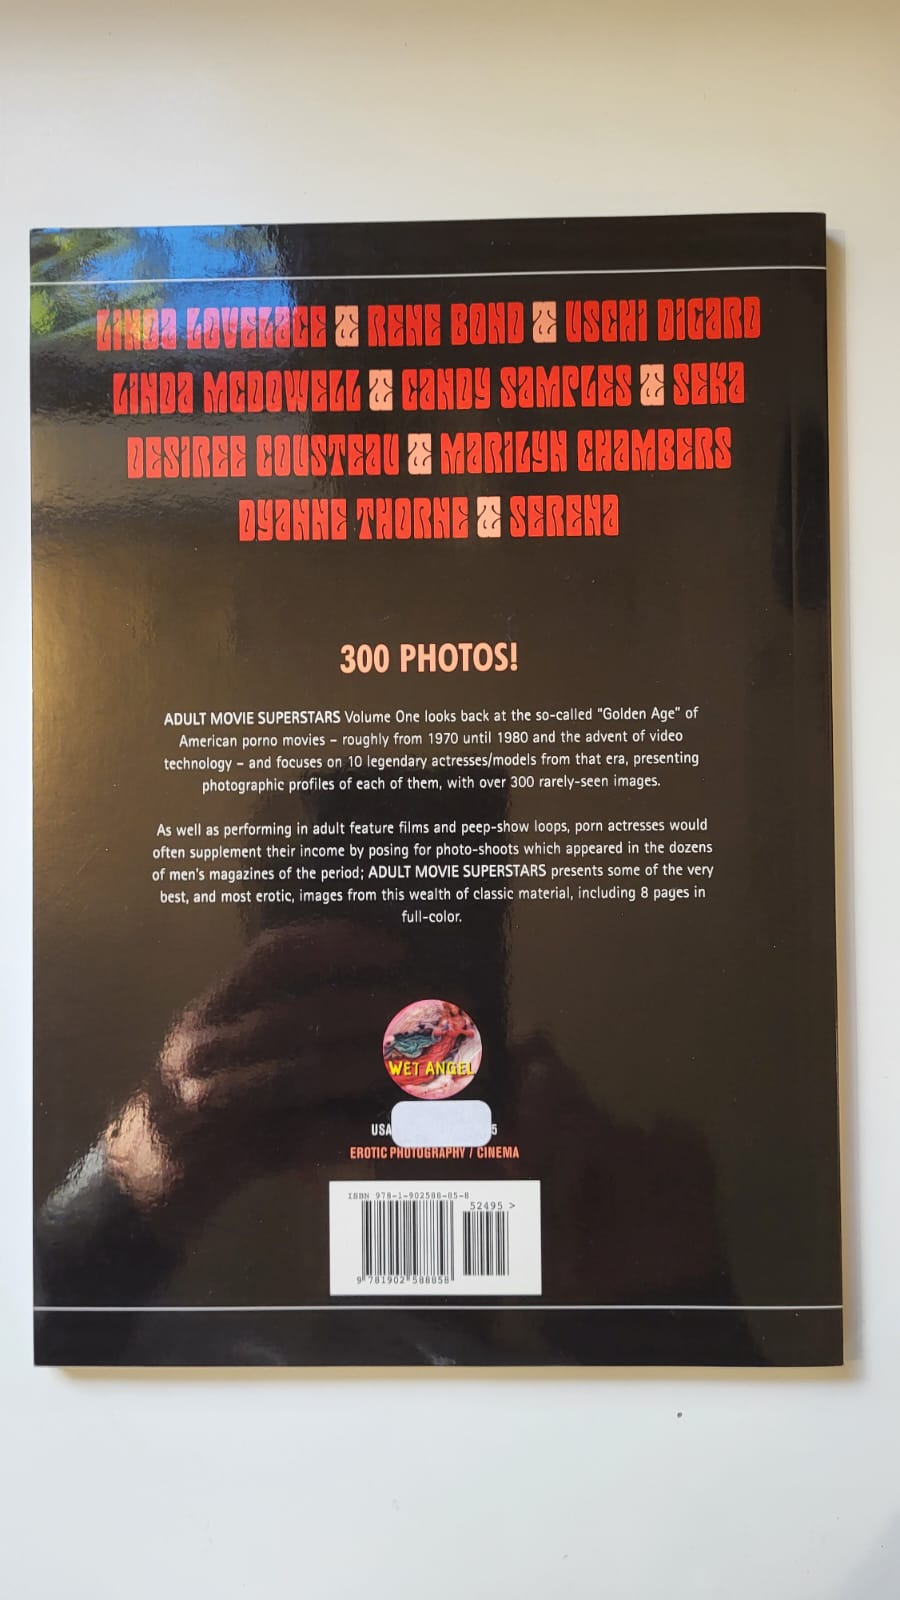 LINDA LOVELACE & RENE BOND & USCHI DIGARD
LINDA MCDOWELL & CANDY SAMPLES & SEKA
DESIREE COUSTEAU & MARILYN CHAMBERS
DYANNE THORNE & SERENA
300 PHOTOS!
ADULT MOVIE SUPERSTARS Volume One looks back at the so-called "Golden Age" of
American porno movies – roughly from 1970 until 1980 and the advent of video
technology – and focuses on 10 legendary actresses/models from that era, presenting
photographic profiles of each of them, with over 300 rarely-seen images.
As well as performing in adult feature films and peep-show loops, porn actresses would
often supplement their income by posing for photo-shoots which appeared in the dozens
of men's magazines of the period; ADULT MOVIE SUPERSTARS presents some of the very
best, and most erotic, images from this wealth of classic material, including 8 pages in
full-color.
WET ANGEL
USA 5
EROTIC PHOTOGRAPHY / CINEMA
ISBN 978-1-902588-85-8
52495 >
9 781902 588858